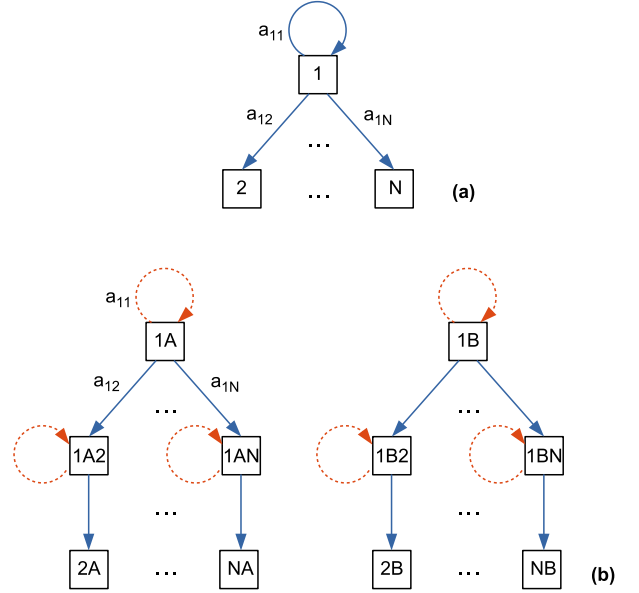 a11
1
a12 a1N
...
2 ... N (a)
a11
1A 1B
a12 a1N
... ...
1A2 1AN 1B2 1BN
... ...
2A ... NA 2B ... NB (b)